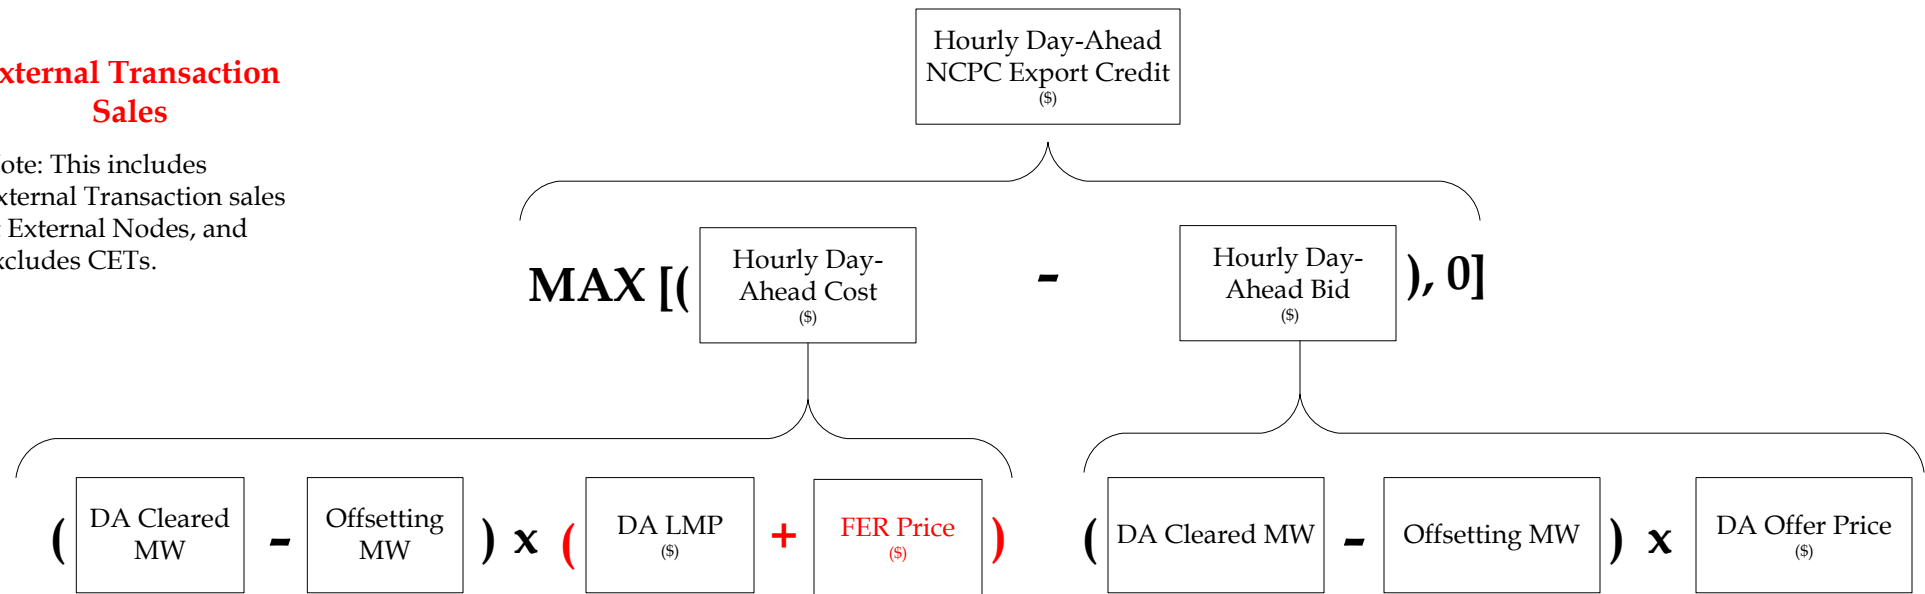 Hourly Day-Ahead
NCPC Export Credit
($)
xternal Transaction
Sales
ote: This includes
xternal Transaction sales
External Nodes, and
xcludes CETs.
MAX [( Hourly Day-
Ahead Cost
($)
- Hourly Day-
Ahead Bid
($)
), 0]
( DA Cleared
MW
- Offsetting
MW
) x ( DA LMP
($)
+ FER Price
($)
)
( DA Cleared MW - Offsetting MW ) x DA Offer Price
($)